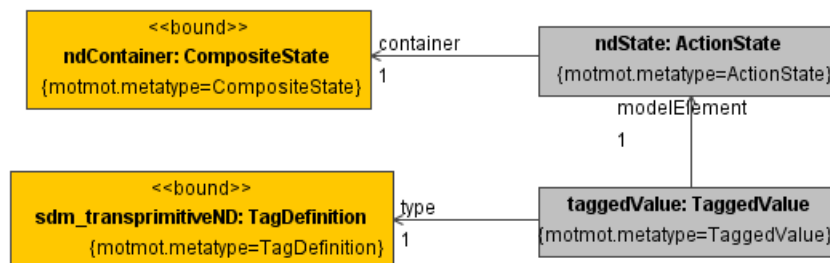 <<bound>>
ndContainer: CompositeState
{motmot.metatype=CompositeState}
container
1
ndState: ActionState
{motmot.metatype=ActionState}
modelElement
1
<<bound>>
sdm_transprimitiveND: TagDefinition
{motmot.metatype=TagDefinition}
type
1
taggedValue: TaggedValue
{motmot.metatype=TaggedValue}